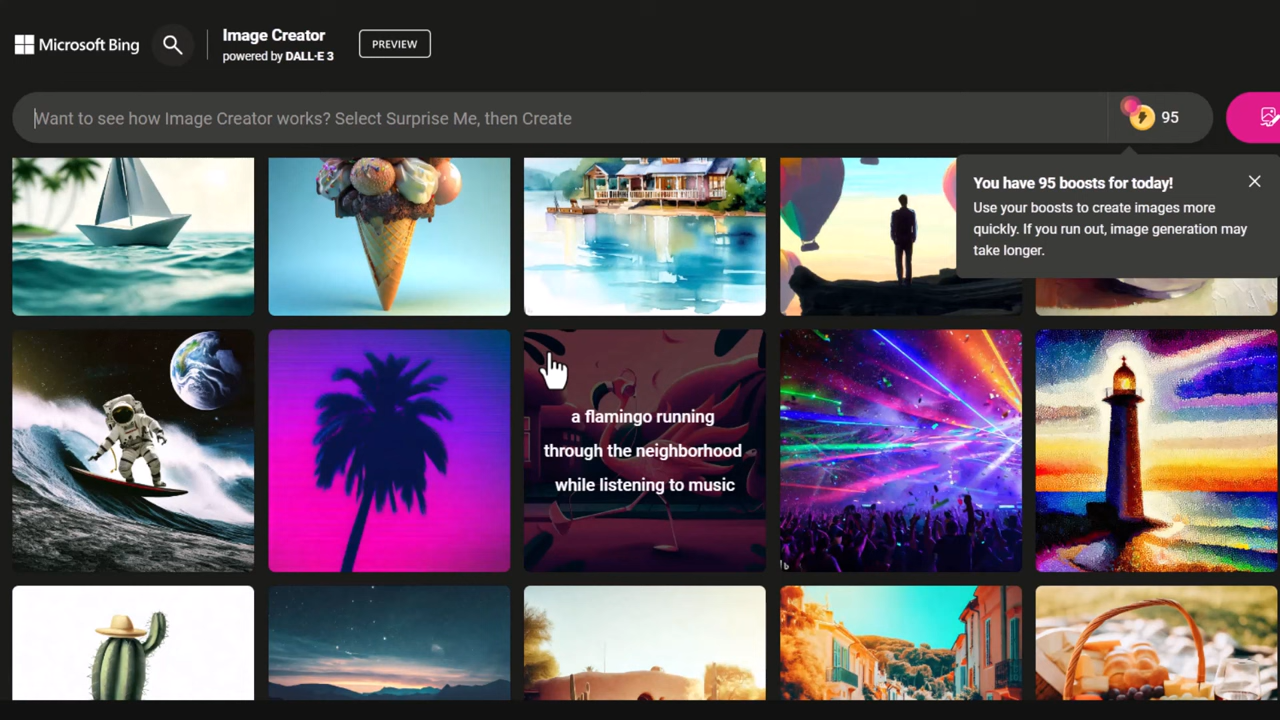 Microsoft Bing
Image Creator
powered by DALL·E 3
PREVIEW
Want to see how Image Creator works? Select Surprise Me, then Create
95
You have 95 boosts for today!
Use your boosts to create images more
quickly. If you run out, image generation may
take longer.
a flamingo running
through the neighborhood
while listening to music